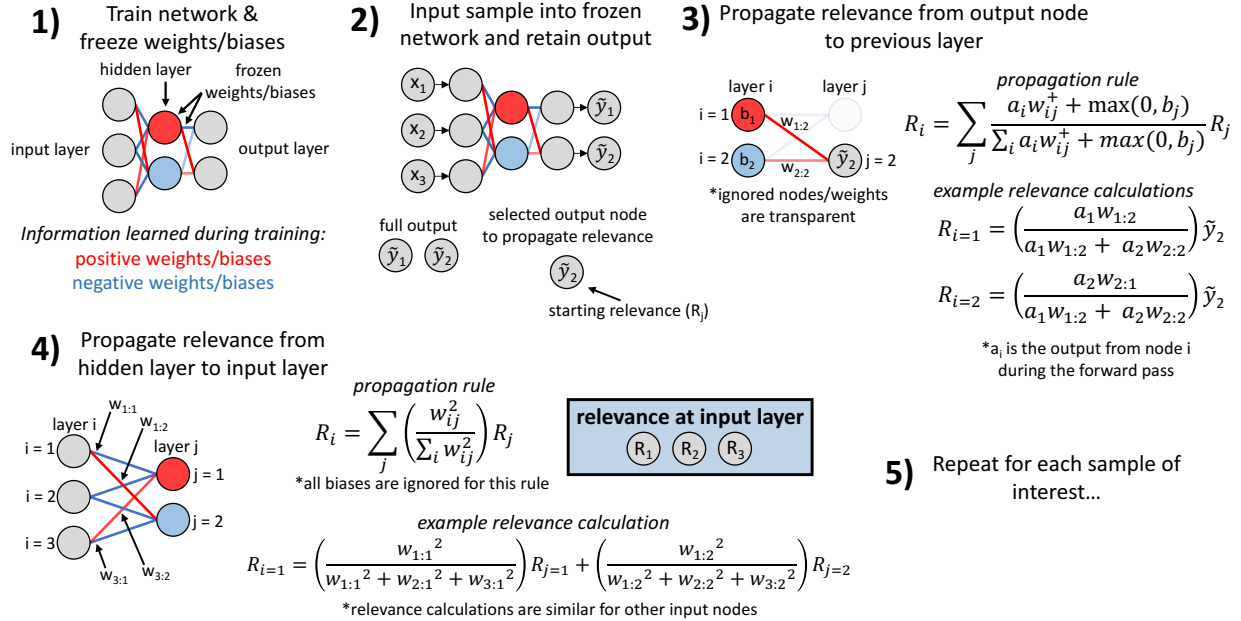 1) Train network &
freeze weights/biases
hidden layer
frozen
weights/biases
input layer
output layer
Information learned during training:
positive weights/biases
negative weights/biases
2) Input sample into frozen
network and retain output
x₁
x₂
x₃
ỹ₁
ỹ₂
full output
ỹ₁ ỹ₂
selected output node
to propagate relevance
ỹ₂
starting relevance (Rⱼ)
3) Propagate relevance from output node
to previous layer
layer i
layer j
i = 1 b₁
w₁:₂
i = 2 b₂
w₂:₂
ỹ₂ j = 2
*ignored nodes/weights
are transparent
propagation rule
Rᵢ = ∑ⱼ (aᵢwᵢⱼ⁺ + max(0, bⱼ)) / (∑ᵢ aᵢwᵢⱼ⁺ + max(0, bⱼ)) Rⱼ
example relevance calculations
Rᵢ₌₁ = (a₁w₁:₂ / (a₁w₁:₂ + a₂w₂:₂)) ỹ₂
Rᵢ₌₂ = (a₂w₂:₁ / (a₁w₁:₂ + a₂w₂:₂)) ỹ₂
*aᵢ is the output from node i
during the forward pass
4) Propagate relevance from
hidden layer to input layer
w₁:₁
layer i
w₁:₂
layer j
i = 1
j = 1
i = 2
j = 2
i = 3
w₃:₁
w₃:₂
propagation rule
Rᵢ = ∑ⱼ (wᵢⱼ² / ∑ᵢ wᵢⱼ²) Rⱼ
*all biases are ignored for this rule
relevance at input layer
R₁ R₂ R₃
example relevance calculation
Rᵢ₌₁ = (w₁:₁² / (w₁:₁² + w₂:₁² + w₃:₁²)) Rⱼ₌₁ + (w₁:₂² / (w₁:₂² + w₂:₂² + w₃:₂²)) Rⱼ₌₂
*relevance calculations are similar for other input nodes
5) Repeat for each sample of
interest…